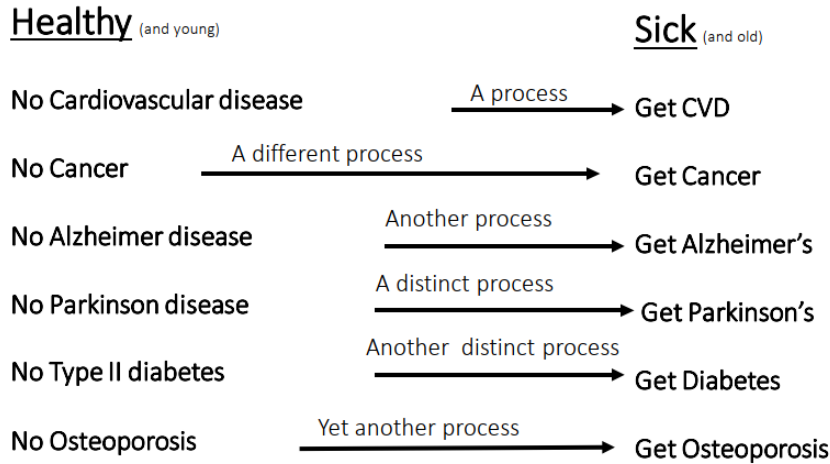 Healthy (and young)
Sick (and old)
No Cardiovascular disease
A process
Get CVD
No Cancer
A different process
Get Cancer
No Alzheimer disease
Another process
Get Alzheimer’s
No Parkinson disease
A distinct process
Get Parkinson’s
No Type II diabetes
Another distinct process
Get Diabetes
No Osteoporosis
Yet another process
Get Osteoporosis